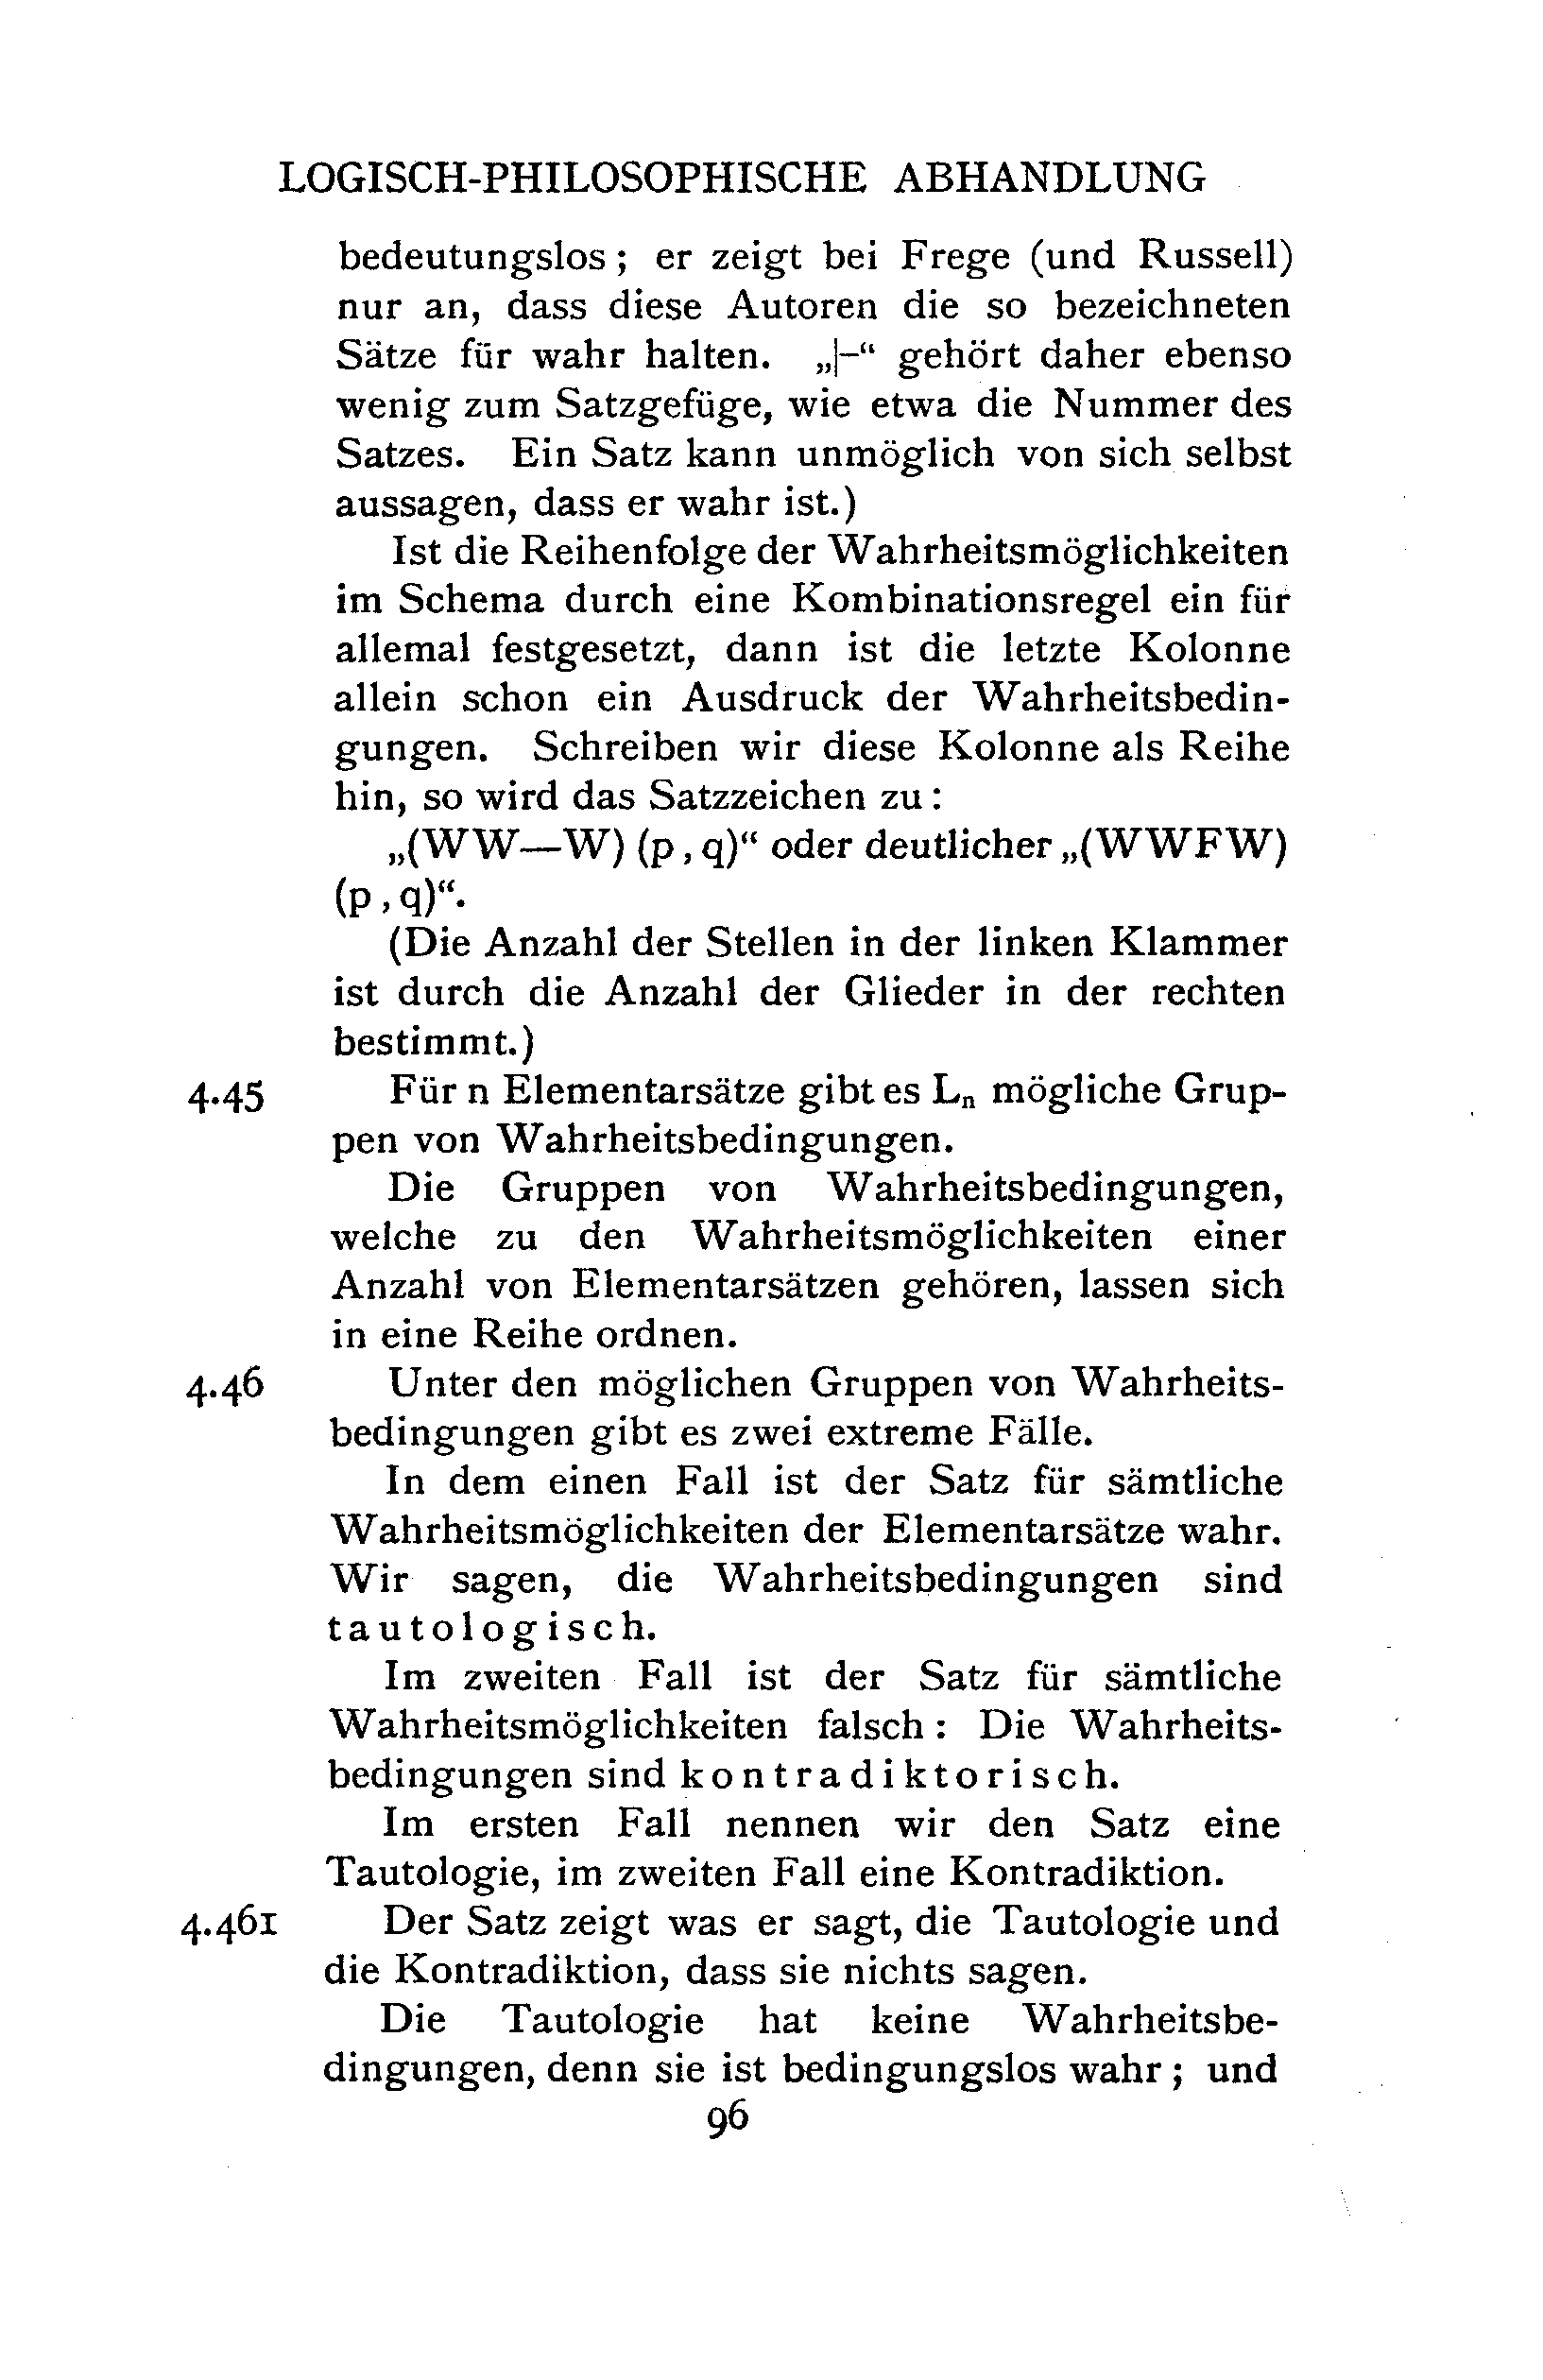 LOGISCH-PHILOSOPHISCHE ABHANDLUNG
bedeutungslos ; er zeigt bei Frege (und Russell)
nur an, dass diese Autoren die so bezeichneten
Sätze für wahr halten. „|–“ gehört daher ebenso
wenig zum Satzgefüge, wie etwa die Nummer des
Satzes. Ein Satz kann unmöglich von sich selbst
aussagen, dass er wahr ist.)
Ist die Reihenfolge der Wahrheitsmöglichkeiten
im Schema durch eine Kombinationsregel ein für
allemal festgesetzt, dann ist die letzte Kolonne
allein schon ein Ausdruck der Wahrheitsbedin-
gungen. Schreiben wir diese Kolonne als Reihe
hin, so wird das Satzzeichen zu :
„(WW—W) (p , q)“ oder deutlicher „(WWFW)
(p , q)“.
(Die Anzahl der Stellen in der linken Klammer
ist durch die Anzahl der Glieder in der rechten
bestimmt.)
4·45 Für n Elementarsätze gibt es Lₙ mögliche Grup-
pen von Wahrheitsbedingungen.
Die Gruppen von Wahrheitsbedingungen,
welche zu den Wahrheitsmöglichkeiten einer
Anzahl von Elementarsätzen gehören, lassen sich
in eine Reihe ordnen.
4·46 Unter den möglichen Gruppen von Wahrheits-
bedingungen gibt es zwei extreme Fälle.
In dem einen Fall ist der Satz für sämtliche
Wahrheitsmöglichkeiten der Elementarsätze wahr.
Wir sagen, die Wahrheitsbedingungen sind
tautologisch.
Im zweiten Fall ist der Satz für sämtliche
Wahrheitsmöglichkeiten falsch : Die Wahrheits-
bedingungen sind kontradiktorisch.
Im ersten Fall nennen wir den Satz eine
Tautologie, im zweiten Fall eine Kontradiktion.
4·461 Der Satz zeigt was er sagt, die Tautologie und
die Kontradiktion, dass sie nichts sagen.
Die Tautologie hat keine Wahrheitsbe-
dingungen, denn sie ist bedingungslos wahr ; und
96